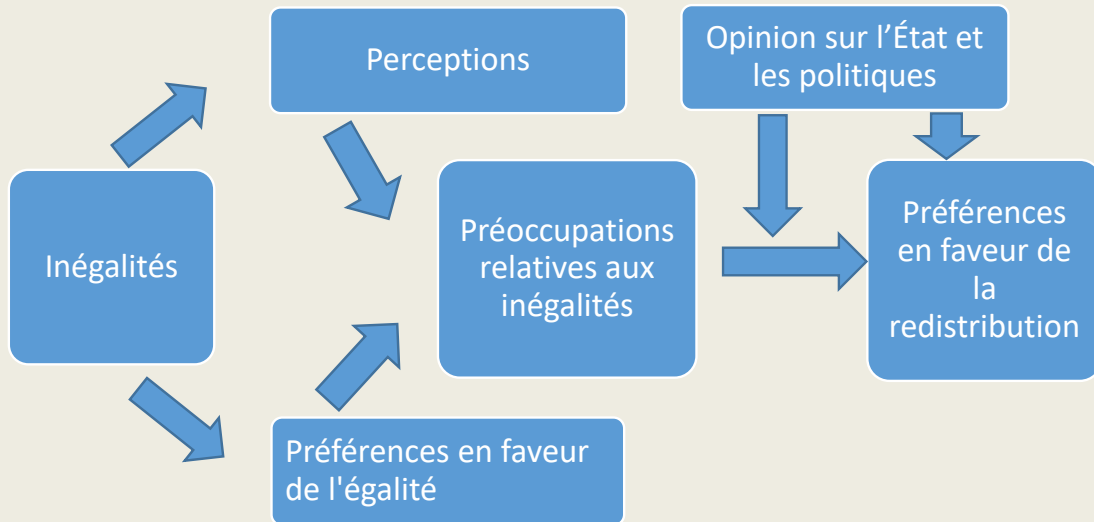 Perceptions
Opinion sur l’État et
les politiques
Inégalités
Préoccupations
relatives aux
inégalités
Préférences
en faveur de
la
redistribution
Préférences en faveur
de l'égalité